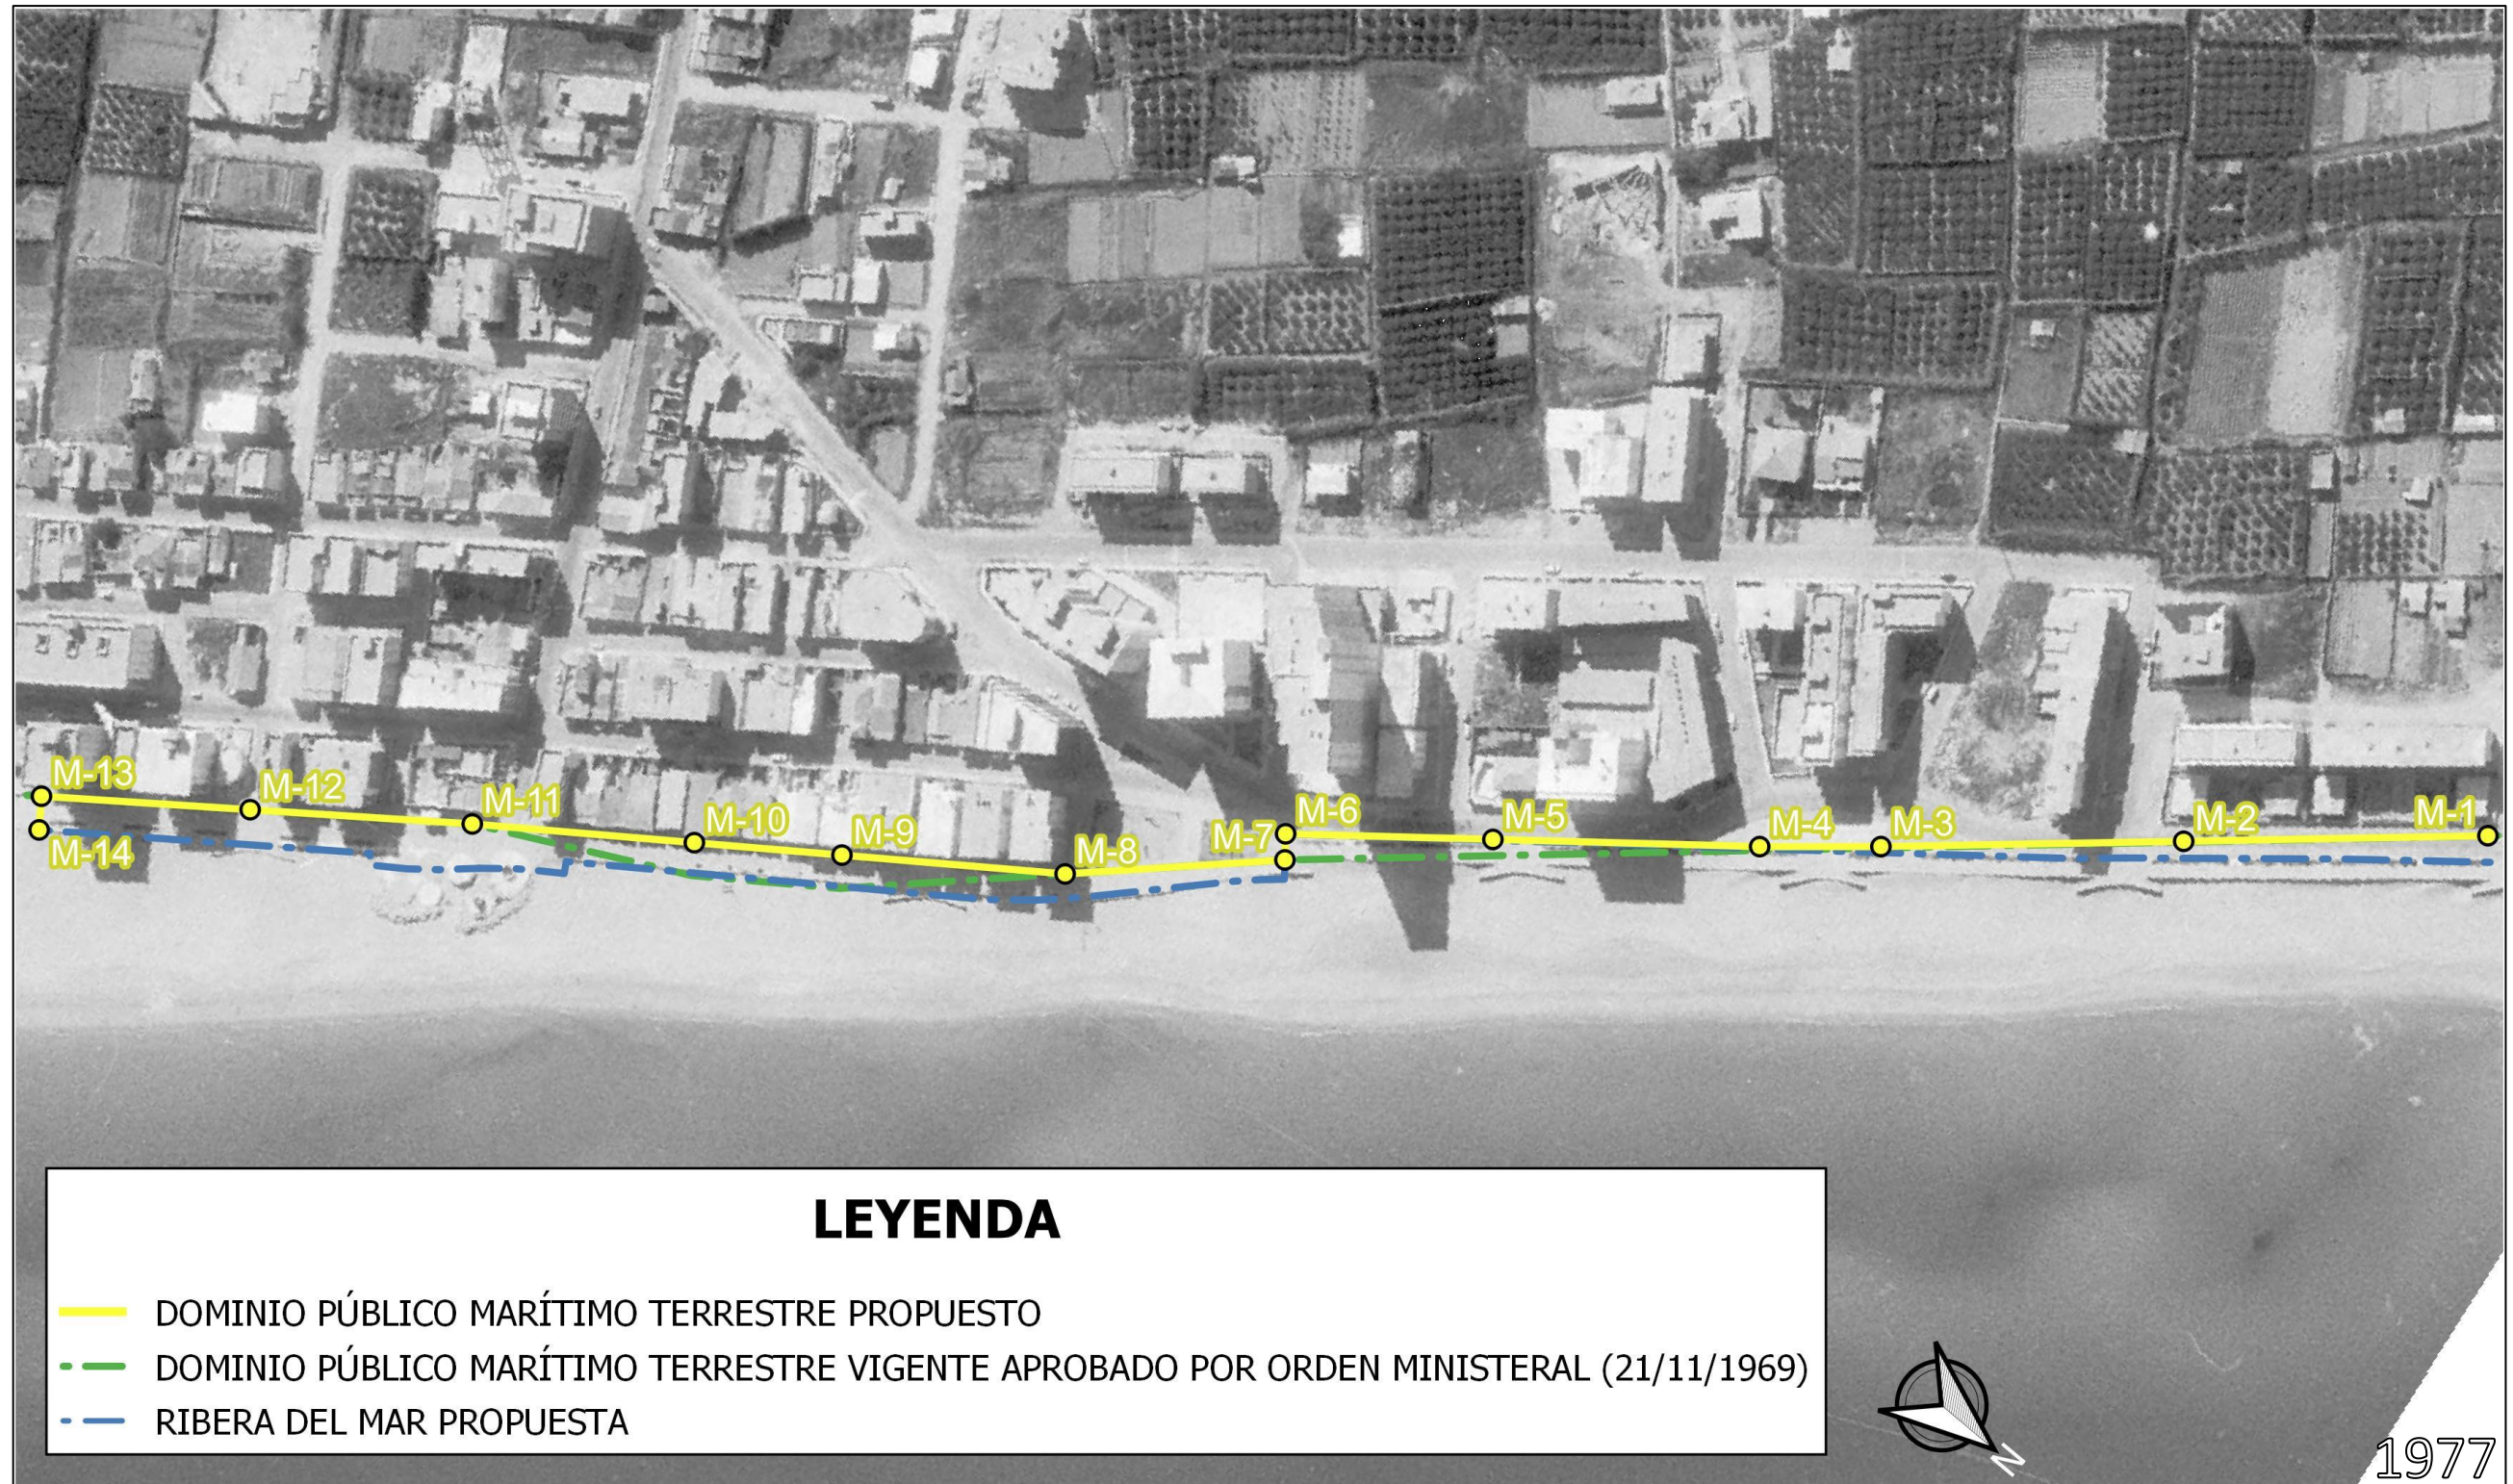 M-13
M-12
M-11
M-10
M-9
M-8
M-7
M-6
M-5
M-4
M-3
M-2
M-1
M-14
LEYENDA
DOMINIO PÚBLICO MARÍTIMO TERRESTRE PROPUESTO
DOMINIO PÚBLICO MARÍTIMO TERRESTRE VIGENTE APROBADO POR ORDEN MINISTERAL (21/11/1969)
RIBERA DEL MAR PROPUESTA
N
1977